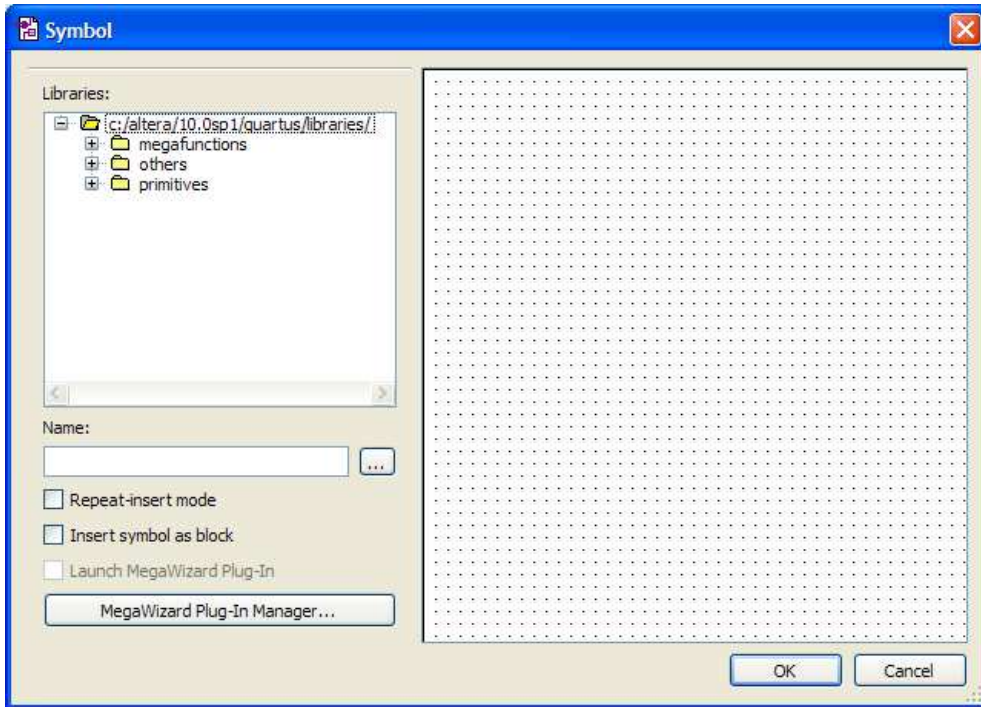 Symbol
Libraries:
c:/altera/10.0sp1/quartus/libraries/
megafunctions
others
primitives
Name:
...
Repeat-insert mode
Insert symbol as block
Launch MegaWizard Plug-In
MegaWizard Plug-In Manager...
OK
Cancel